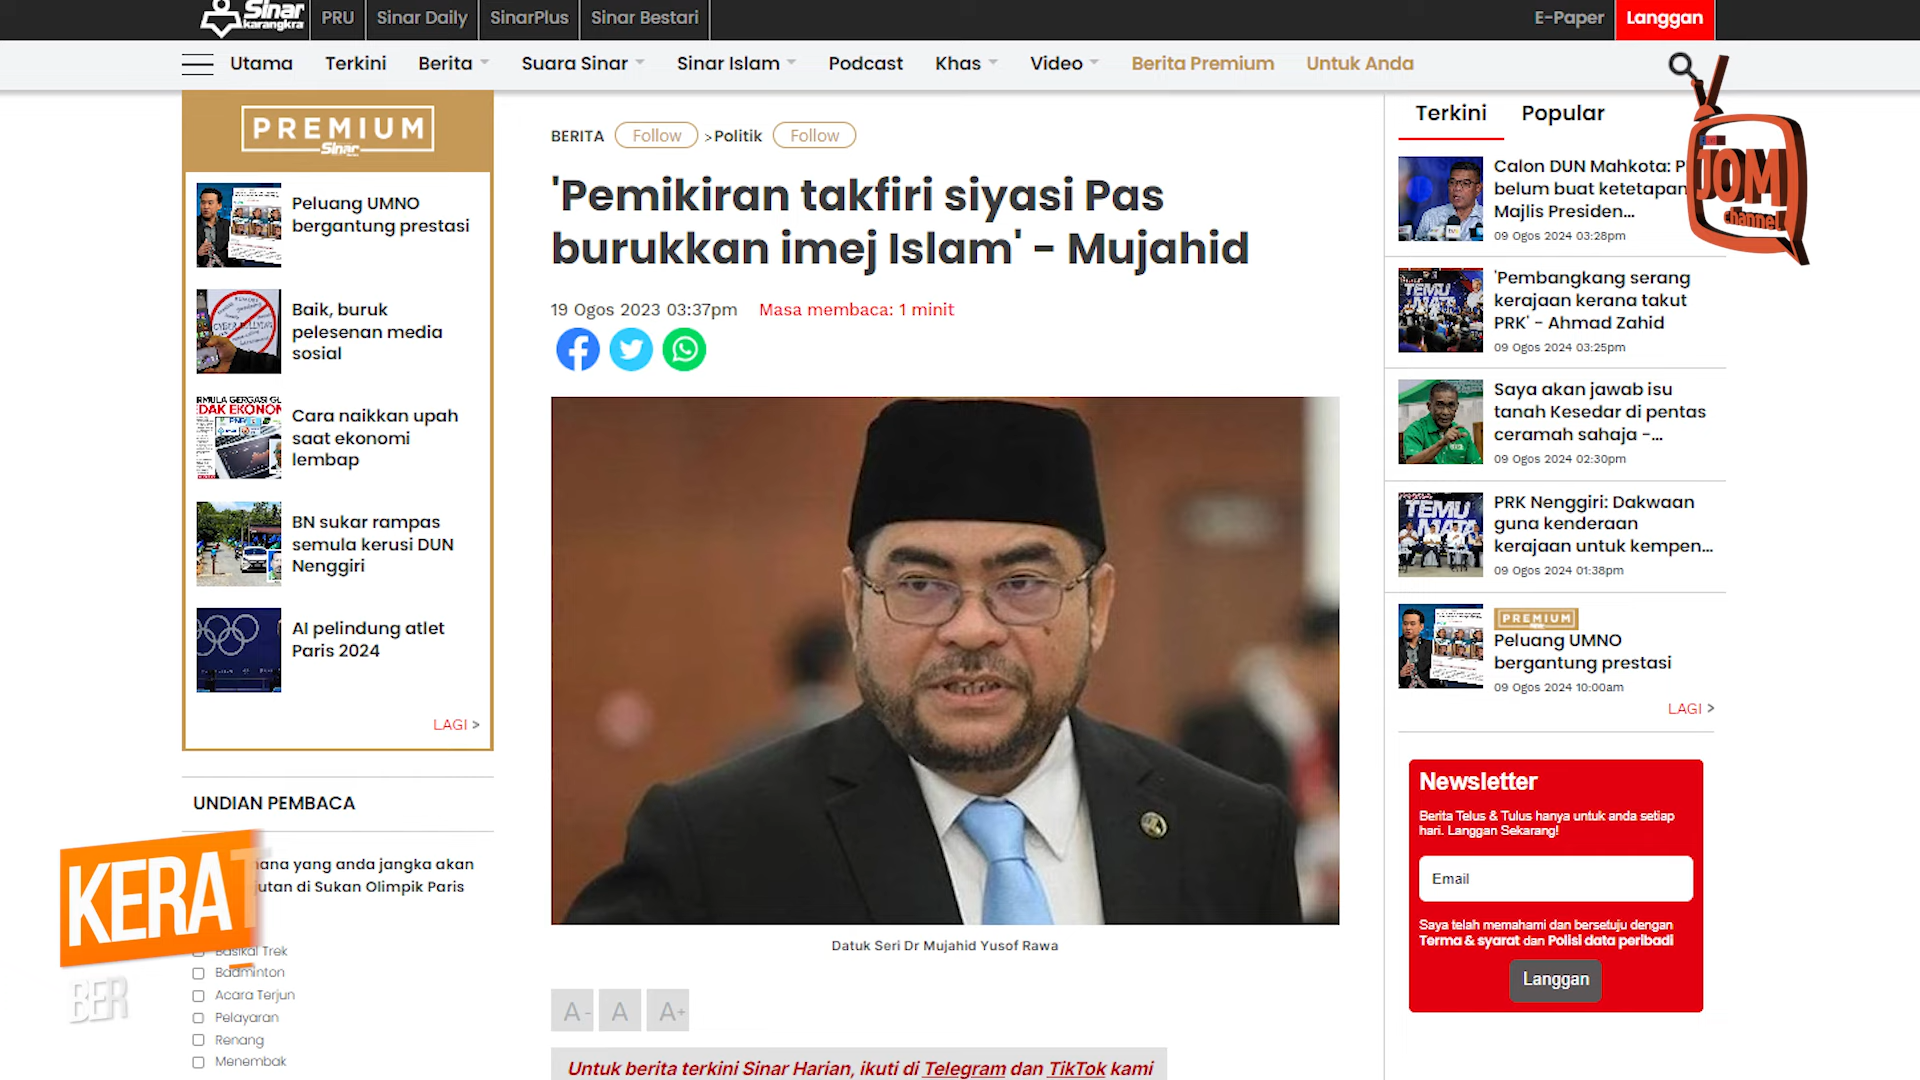 Sinar
karangkraf
PRU
Sinar Daily
SinarPlus
Sinar Bestari
E-Paper
Langgan
Utama
Terkini
Berita
Suara Sinar
Sinar Islam
Podcast
Khas
Video
Berita Premium
Untuk Anda
PREMIUM
Sinar
Peluang UMNO
bergantung prestasi
Baik, buruk
pelesenan media
sosial
Cara naikkan upah
saat ekonomi
lembap
BN sukar rampas
semula kerusi DUN
Nenggiri
AI pelindung atlet
Paris 2024
LAGI >
UNDIAN PEMBACA
ana yang anda jangka akan
utan di Sukan Olimpik Paris
Basikal Trek
Badminton
Acara Terjun
Pelayaran
Renang
Menembak
KERAT
BER
BERITA
Follow
>Politik
Follow
'Pemikiran takfiri siyasi Pas
burukkan imej Islam' - Mujahid
19 Ogos 2023 03:37pm
Masa membaca: 1 minit
Datuk Seri Dr Mujahid Yusof Rawa
A-
A
A+
Untuk berita terkini Sinar Harian, ikuti di Telegram dan TikTok kami
Terkini
Popular
Calon DUN Mahkota: P
belum buat ketetapan
Majlis Presiden...
09 Ogos 2024 03:28pm
'Pembangkang serang
kerajaan kerana takut
PRK' - Ahmad Zahid
09 Ogos 2024 03:25pm
Saya akan jawab isu
tanah Kesedar di pentas
ceramah sahaja -...
09 Ogos 2024 02:30pm
PRK Nenggiri: Dakwaan
guna kenderaan
kerajaan untuk kempen...
09 Ogos 2024 01:38pm
PREMIUM
Peluang UMNO
bergantung prestasi
09 Ogos 2024 10:00am
LAGI >
Newsletter
Berita Telus & Tulus hanya untuk anda setiap
hari. Langgan Sekarang!
Email
Saya telah memahami dan bersetuju dengan
Terma & syarat dan Polisi data peribadi
Langgan
JOM
channel
TEMU
MATA
TEMU
MATA
CYBER BULLYING